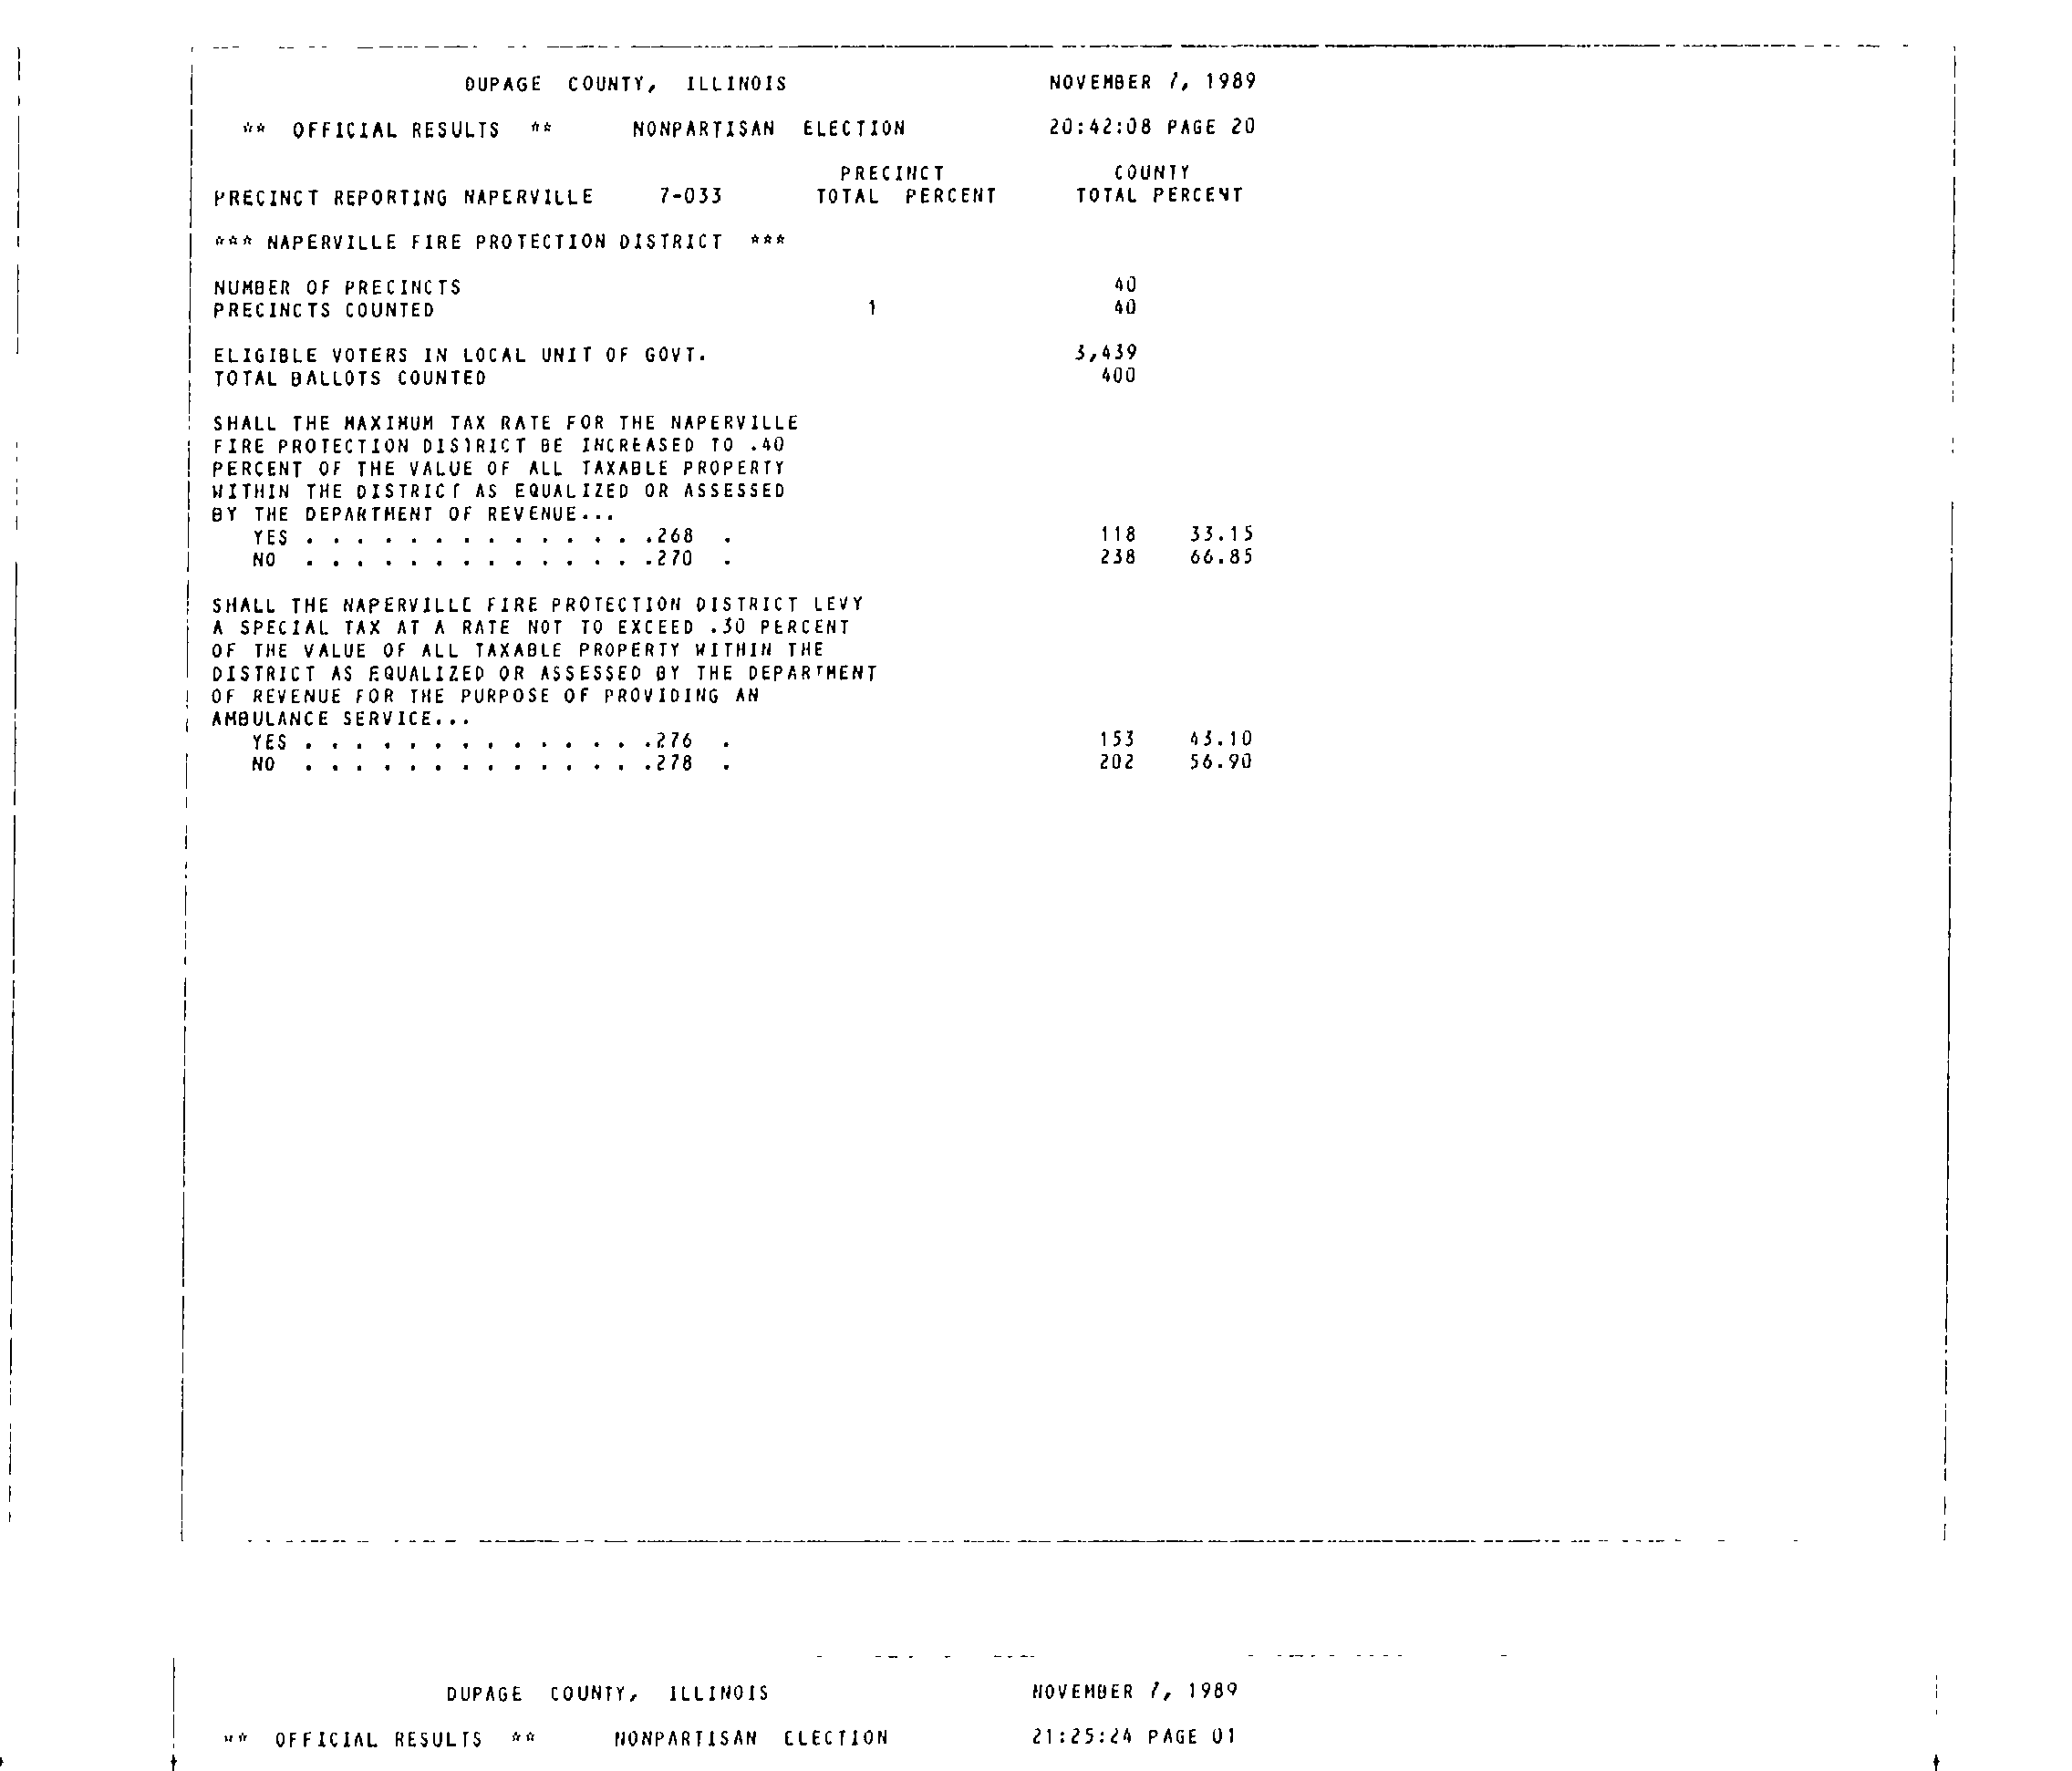 DUPAGE COUNTY, ILLINOIS NOVEMBER 7, 1989
** OFFICIAL RESULTS ** NONPARTISAN ELECTION 20:42:08 PAGE 20
PRECINCT COUNTY
PRECINCT REPORTING NAPERVILLE 7-033 TOTAL PERCENT TOTAL PERCENT
*** NAPERVILLE FIRE PROTECTION DISTRICT ***
NUMBER OF PRECINCTS 40
PRECINCTS COUNTED 1 40
ELIGIBLE VOTERS IN LOCAL UNIT OF GOVT. 3,439
TOTAL BALLOTS COUNTED 400
SHALL THE MAXIMUM TAX RATE FOR THE NAPERVILLE
FIRE PROTECTION DISTRICT BE INCREASED TO .40
PERCENT OF THE VALUE OF ALL TAXABLE PROPERTY
WITHIN THE DISTRICT AS EQUALIZED OR ASSESSED
BY THE DEPARTMENT OF REVENUE...
YES . . . . . . . . . . . . . .268 . 118 33.15
NO . . . . . . . . . . . . . .270 . 238 66.85
SHALL THE NAPERVILLE FIRE PROTECTION DISTRICT LEVY
A SPECIAL TAX AT A RATE NOT TO EXCEED .30 PERCENT
OF THE VALUE OF ALL TAXABLE PROPERTY WITHIN THE
DISTRICT AS EQUALIZED OR ASSESSED BY THE DEPARTMENT
OF REVENUE FOR THE PURPOSE OF PROVIDING AN
AMBULANCE SERVICE...
YES . . . . . . . . . . . . . .276 . 153 43.10
NO . . . . . . . . . . . . . .278 . 202 56.90
DUPAGE COUNTY, ILLINOIS NOVEMBER 7, 1989
** OFFICIAL RESULTS ** NONPARTISAN ELECTION 21:25:24 PAGE 01